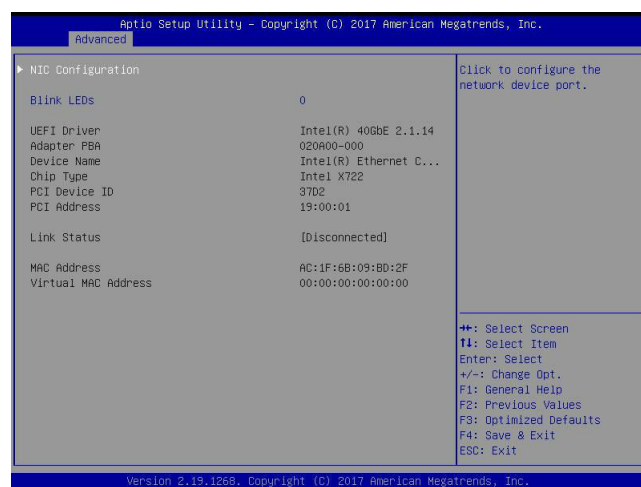 Aptio Setup Utility – Copyright (C) 2017 American Megatrends, Inc.
Advanced
NIC Configuration
Click to configure the
network device port.
Blink LEDs 0
UEFI Driver Intel(R) 40GbE 2.1.14
Adapter PBA 020A00-000
Device Name Intel(R) Ethernet C...
Chip Type Intel X722
PCI Device ID 37D2
PCI Address 19:00:01
Link Status [Disconnected]
MAC Address AC:1F:6B:09:BD:2F
Virtual MAC Address 00:00:00:00:00:00
→←: Select Screen
↑↓: Select Item
Enter: Select
+/-: Change Opt.
F1: General Help
F2: Previous Values
F3: Optimized Defaults
F4: Save & Exit
ESC: Exit
Version 2.19.1268. Copyright (C) 2017 American Megatrends, Inc.